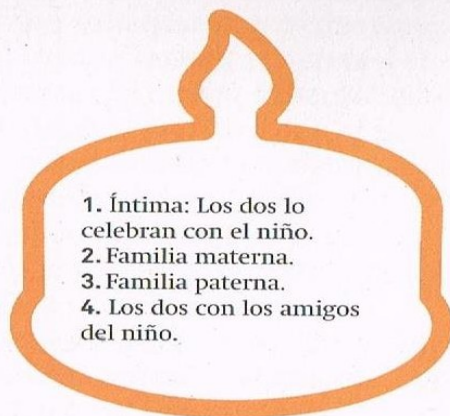 1. Íntima: Los dos lo
celebran con el niño.
2. Familia materna.
3. Familia paterna.
4. Los dos con los amigos
del niño.